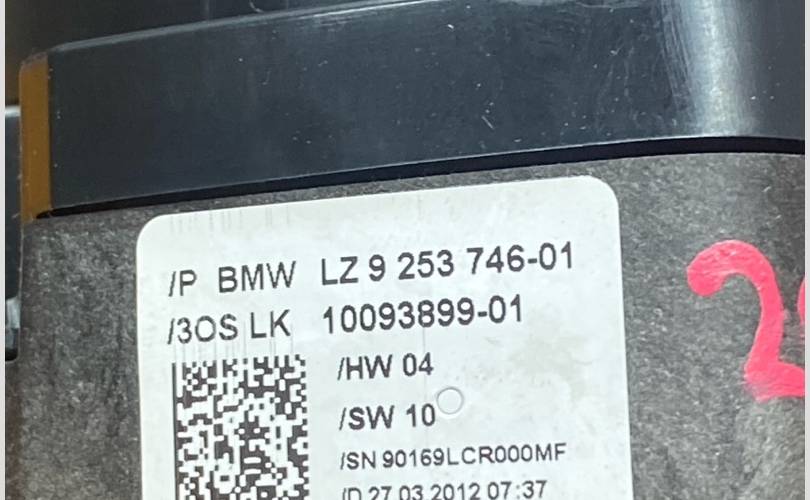 /P BMW LZ 9 253 746-01
/3OS LK 10093899-01
/HW 04
/SW 10
/SN 90169LCR000MF
/D 27.03.2012 07:37
2